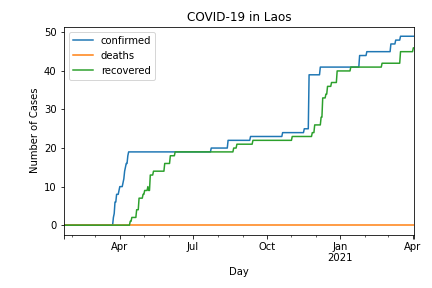 COVID-19 in Laos
confirmed
deaths
recovered
Number of Cases
50
40
30
20
10
0
Apr Jul Oct Jan Apr
2021
Day